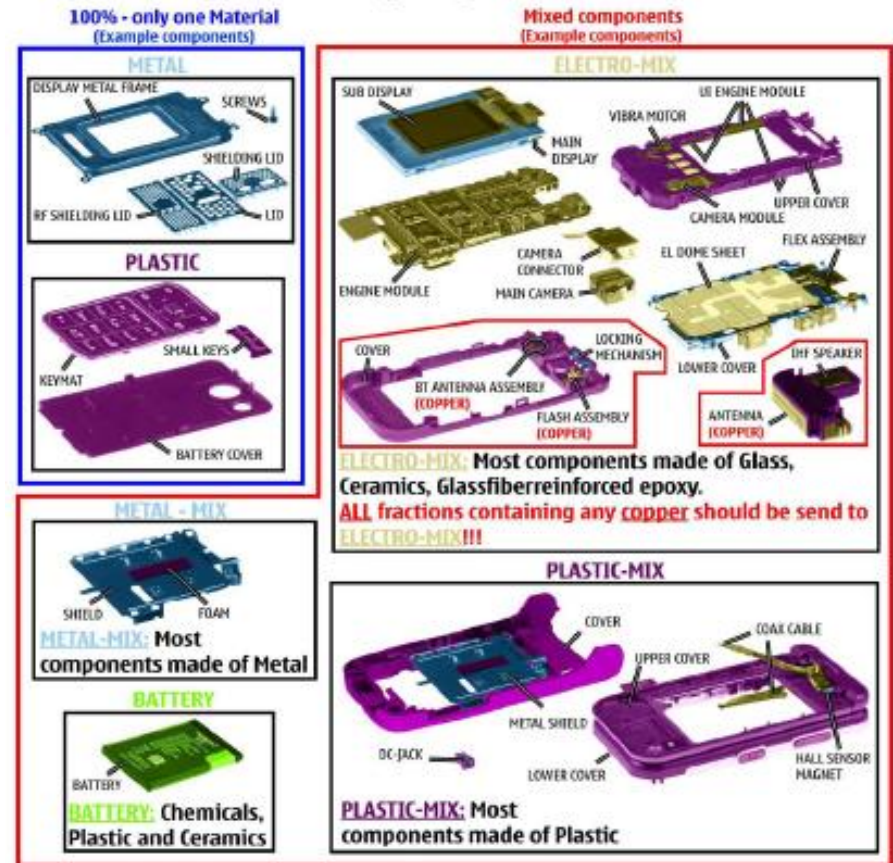 100% - only one Material
(Example components)
METAL
DISPLAY METAL FRAME
SCREWS
SHIELDING LID
RF SHIELDING LID
LID
PLASTIC
KEYMAT
SMALL KEYS
BATTERY COVER
Mixed components
(Example components)
ELECTRO-MIX
SUB DISPLAY
MAIN
DISPLAY
UI ENGINE MODULE
VIBRA MOTOR
UPPER COVER
CAMERA MODULE
ENGINE MODULE
CAMERA
CONNECTOR
MAIN CAMERA
EL DOME SHEET
FLEX ASSEMBLY
LOWER COVER
COVER
LOCKING
MECHANISM
BT ANTENNA ASSEMBLY
(COPPER)
FLASH ASSEMBLY
(COPPER)
IHF SPEAKER
ANTENNA
(COPPER)
ELECTRO-MIX: Most components made of Glass,
Ceramics, Glassfiberreinforced epoxy.
ALL fractions containing any copper should be send to
ELECTRO-MIX!!!
METAL - MIX
SHIELD
FOAM
METAL-MIX: Most
components made of Metal
BATTERY
BATTERY
BATTERY: Chemicals,
Plastic and Ceramics
PLASTIC-MIX
COVER
METAL SHIELD
DC-JACK
UPPER COVER
COAX CABLE
LOWER COVER
HALL SENSOR
MAGNET
PLASTIC-MIX: Most
components made of Plastic